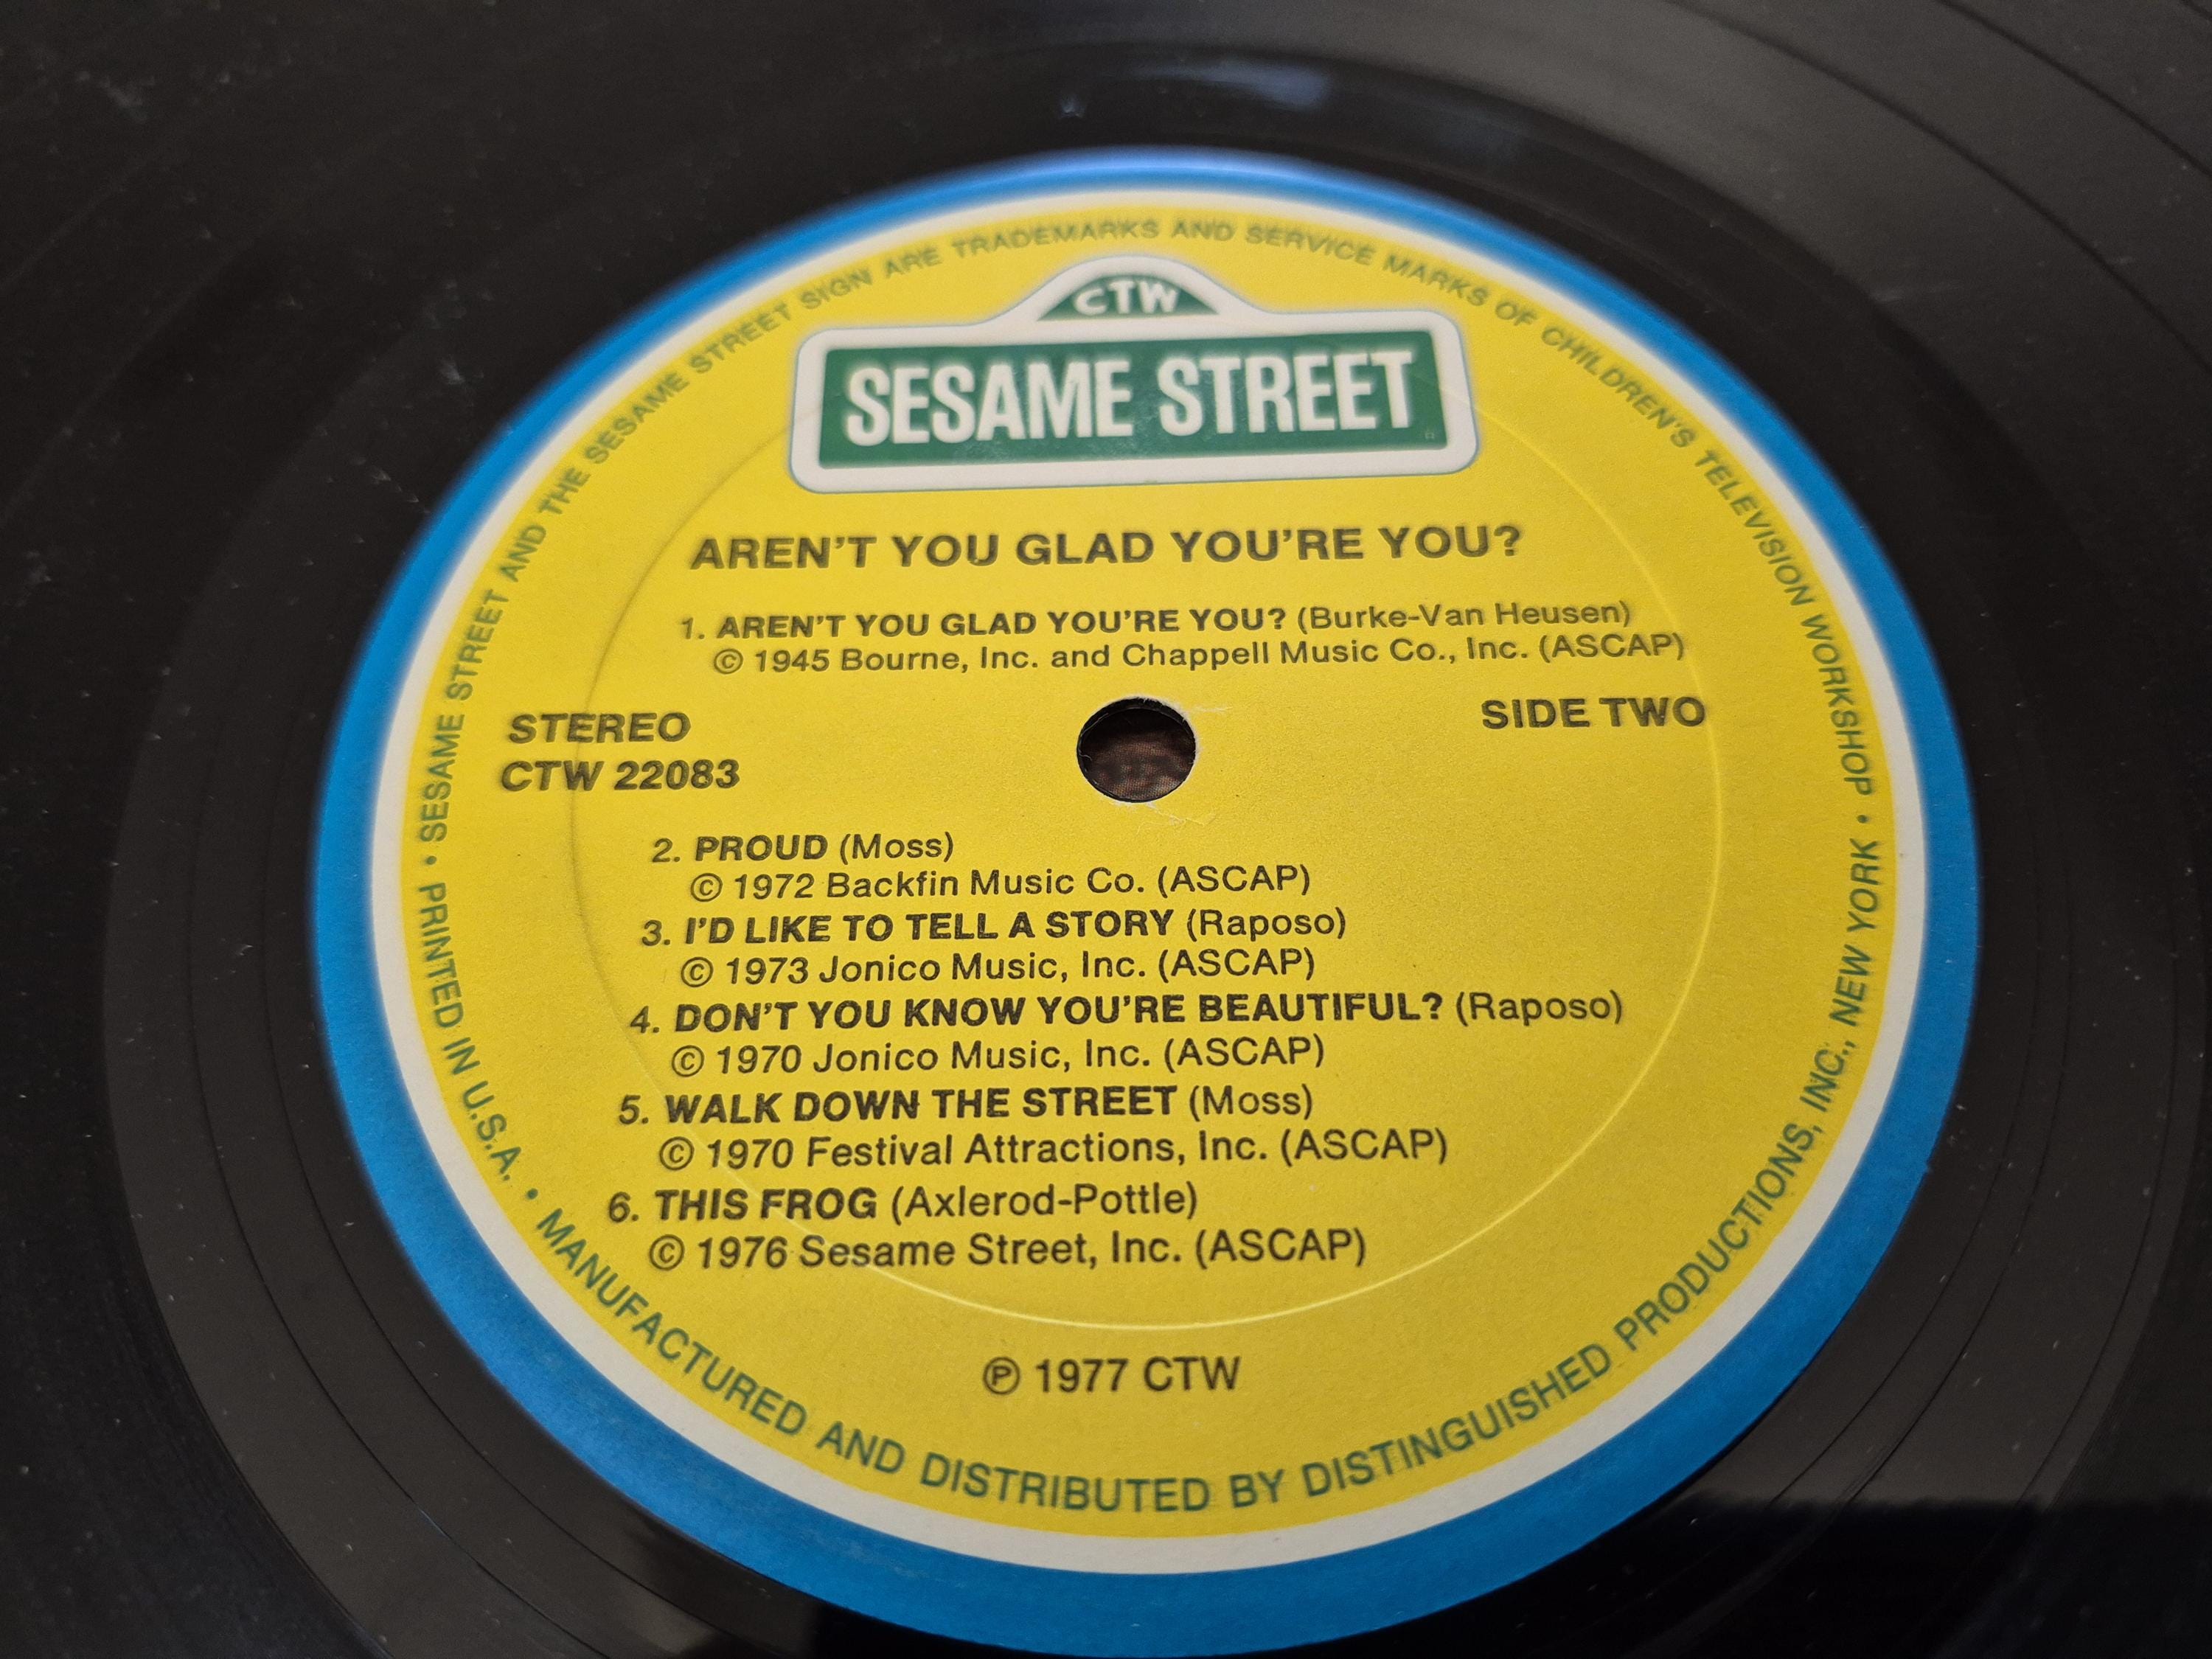 CTW
SESAME STREET
AREN'T YOU GLAD YOU'RE YOU?
1. AREN'T YOU GLAD YOU'RE YOU? (Burke-Van Heusen)
© 1945 Bourne, Inc. and Chappell Music Co., Inc. (ASCAP)
STEREO
CTW 22083
SIDE TWO
2. PROUD (Moss)
© 1972 Backfin Music Co. (ASCAP)
3. I'D LIKE TO TELL A STORY (Raposo)
© 1973 Jonico Music, Inc. (ASCAP)
4. DON'T YOU KNOW YOU'RE BEAUTIFUL? (Raposo)
© 1970 Jonico Music, Inc. (ASCAP)
5. WALK DOWN THE STREET (Moss)
© 1970 Festival Attractions, Inc. (ASCAP)
6. THIS FROG (Axlerod-Pottle)
© 1976 Sesame Street, Inc. (ASCAP)
℗ 1977 CTW
• SESAME STREET AND THE SESAME STREET SIGN ARE TRADEMARKS AND SERVICE MARKS OF CHILDREN'S TELEVISION WORKSHOP •
PRINTED IN U.S.A. • MANUFACTURED AND DISTRIBUTED BY DISTINGUISHED PRODUCTIONS, INC., NEW YORK